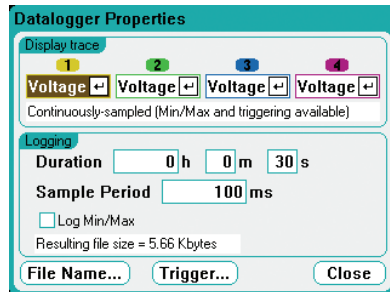 Datalogger Properties
Display trace
1 2 3 4
Voltage ↵ Voltage ↵ Voltage ↵ Voltage ↵
Continuously-sampled (Min/Max and triggering available)
Logging
Duration 0 h 0 m 30 s
Sample Period 100 ms
Log Min/Max
Resulting file size = 5.66 Kbytes
File Name... Trigger... Close